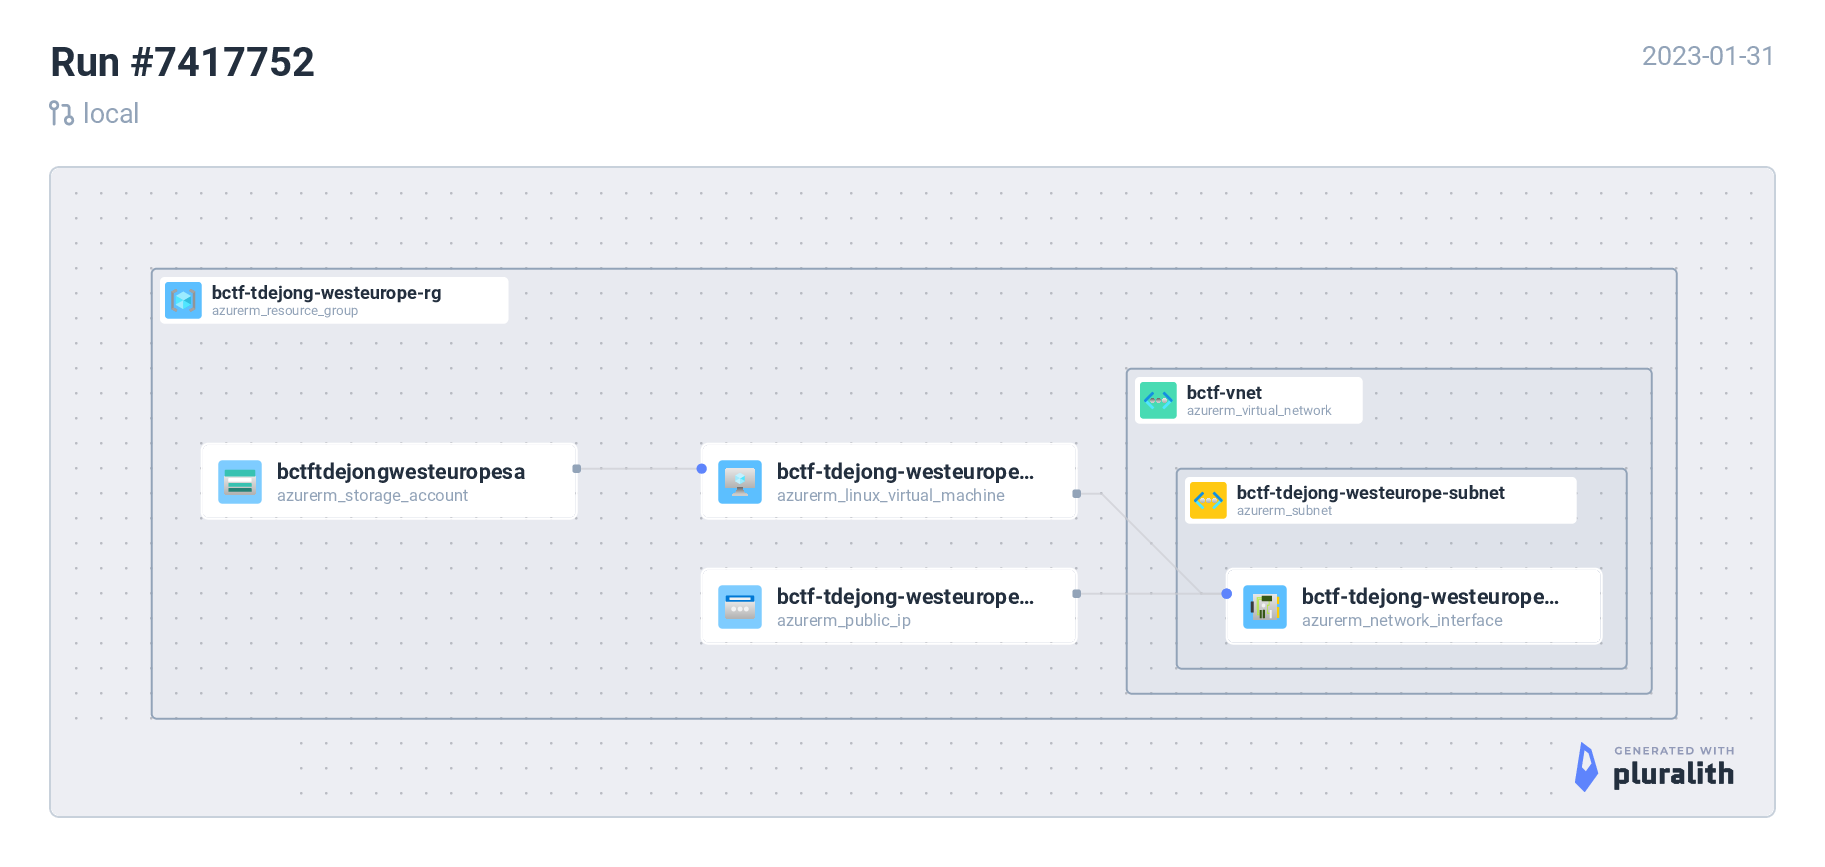 Run #7417752
2023-01-31
local
bctf-tdejong-westeurope-rg
azurerm_resource_group
bctf-vnet
azurerm_virtual_network
bctftdejongwesteuropesa
azurerm_storage_account
bctf-tdejong-westeurope...
azurerm_linux_virtual_machine
bctf-tdejong-westeurope-subnet
azurerm_subnet
bctf-tdejong-westeurope...
azurerm_public_ip
bctf-tdejong-westeurope...
azurerm_network_interface
GENERATED WITH
pluralith